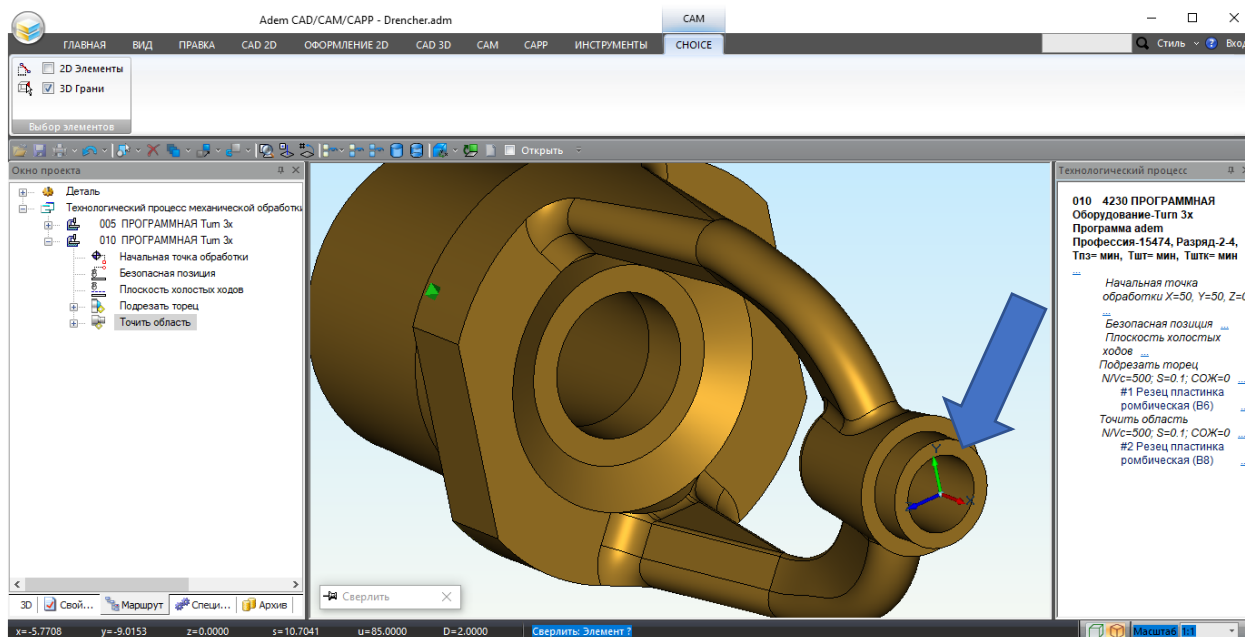 Adem CAD/CAM/CAPP - Drencher.adm
CAM
ГЛАВНАЯ ВИД ПРАВКА CAD 2D ОФОРМЛЕНИЕ 2D CAD 3D CAM CAPP ИНСТРУМЕНТЫ CHOICE
Стиль
Вход
2D Элементы
3D Грани
Выбор элементов
Открыть
Окно проекта
Деталь
Технологический процесс механической обработки
005 ПРОГРАММНАЯ Turn 3x
010 ПРОГРАММНАЯ Turn 3x
Начальная точка обработки
Безопасная позиция
Плоскость холостых ходов
Подрезать торец
Точить область
3D Свой... Маршрут Специ... Архив
Сверлить
Y
X
Технологический процесс
010 4230 ПРОГРАММНАЯ
Оборудование-Turn 3x
Программа adem
Профессия-15474, Разряд-2-4,
Тпз= мин, Тшт= мин, Тштк= мин
...
Начальная точка
обработки X=50, Y=50, Z=0
...
Безопасная позиция ...
Плоскость холостых
ходов ...
Подрезать торец
N/Vc=500; S=0.1; СОЖ=0 ...
#1 Резец пластинка
ромбическая (В6) ...
Точить область
N/Vc=500; S=0.1; СОЖ=0 ...
#2 Резец пластинка
ромбическая (В8) ...
x=-5.7708 y=-9.0153 z=0.0000 s=10.7041 u=85.0000 D=2.0000 Сверлить: Элемент ? Масштаб 1:1